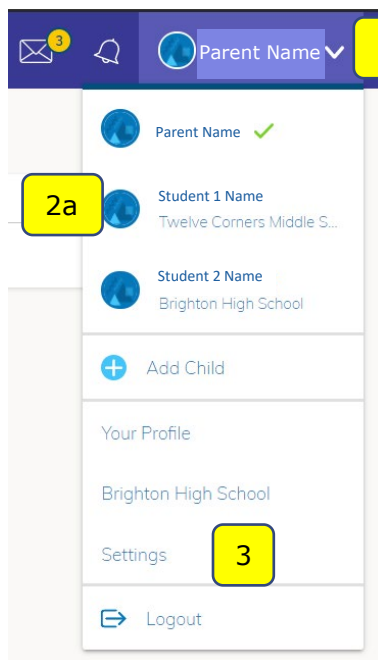 3
Parent Name
Parent Name
2a
Student 1 Name
Twelve Corners Middle S...
Student 2 Name
Brighton High School
Add Child
Your Profile
Brighton High School
Settings
3
Logout